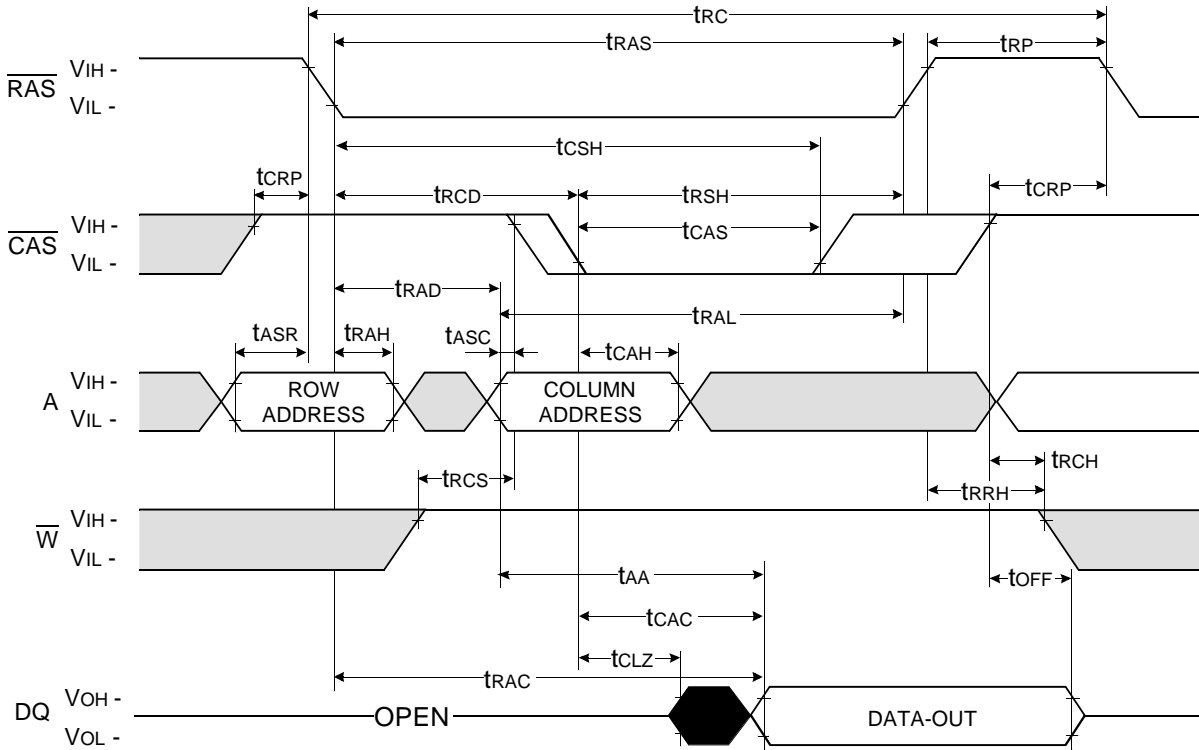 tRC
tRAS
tRP
RAS
VIH -
VIL -
tCSH
tCRP
tRCD
tRSH
tCRP
CAS
VIH -
VIL -
tCAS
tRAD
tRAL
tASR
tRAH
tASC
tCAH
A
VIH -
VIL -
ROW
ADDRESS
COLUMN
ADDRESS
tRCS
tRCH
tRRH
W
VIH -
VIL -
tAA
tOFF
tCAC
tCLZ
tRAC
DQ
VOH -
VOL -
OPEN
DATA-OUT